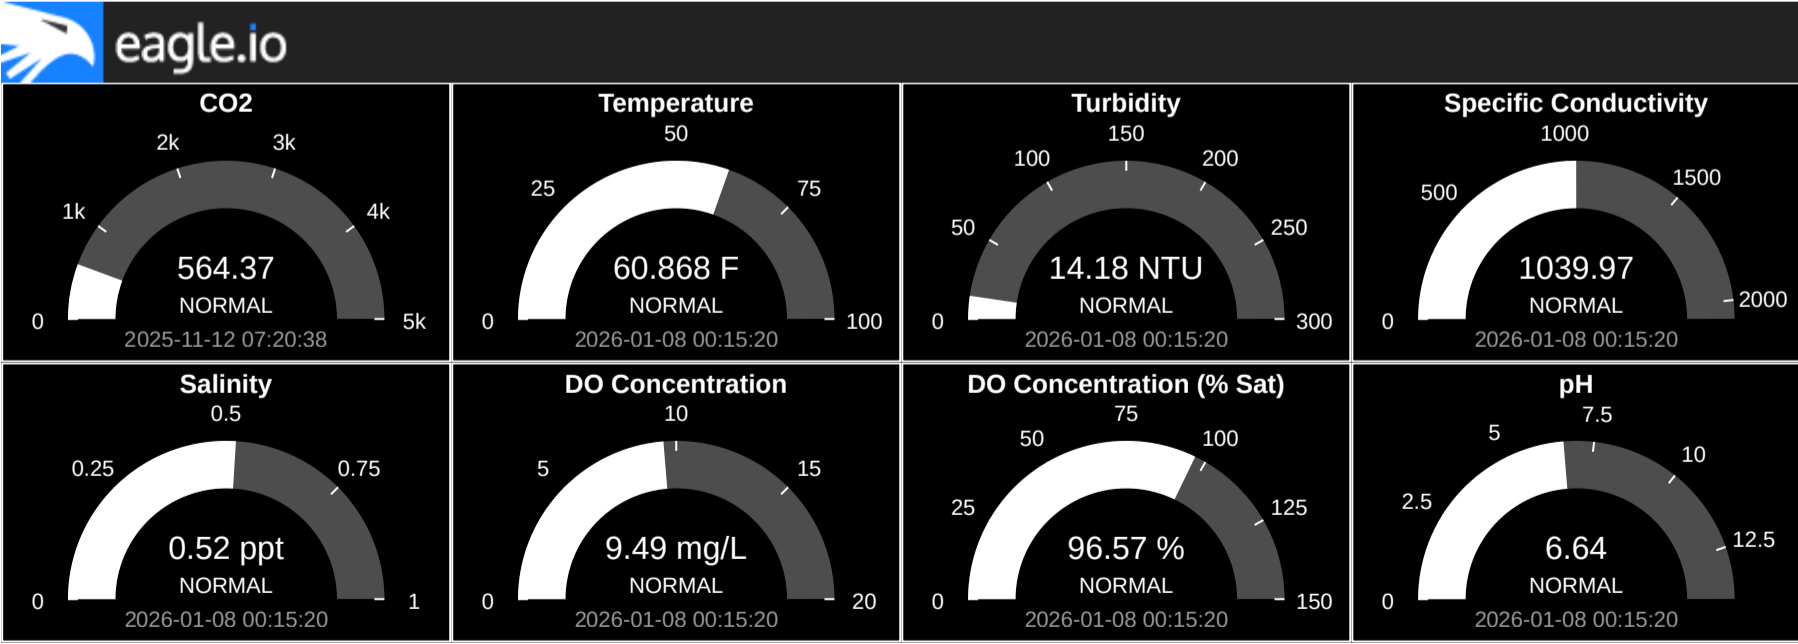 eagle.io
CO2
2k 3k
1k 4k
564.37
NORMAL
0 5k
2025-11-12 07:20:38
Temperature
50
25 75
60.868 F
NORMAL
0 100
2026-01-08 00:15:20
Turbidity
150
100 200
50 250
14.18 NTU
NORMAL
0 300
2026-01-08 00:15:20
Specific Conductivity
1000
500 1500
1039.97
2000
NORMAL
0
2026-01-08 00:15:20
Salinity
0.5
0.25 0.75
0.52 ppt
NORMAL
0 1
2026-01-08 00:15:20
DO Concentration
10
5 15
9.49 mg/L
NORMAL
0 20
2026-01-08 00:15:20
DO Concentration (% Sat)
75
50 100
25 125
96.57 %
NORMAL
0 150
2026-01-08 00:15:20
pH
7.5
5 10
2.5 12.5
6.64
NORMAL
0
2026-01-08 00:15:20